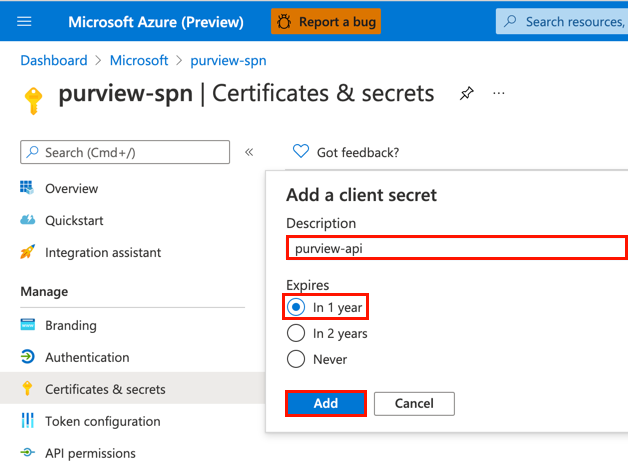 Microsoft Azure (Preview)
Report a bug
Search resources,
Dashboard > Microsoft > purview-spn
purview-spn | Certificates & secrets
Search (Cmd+/)
Got feedback?
Overview
Quickstart
Integration assistant
Manage
Branding
Authentication
Certificates & secrets
Token configuration
API permissions
Add a client secret
Description
purview-api
Expires
In 1 year
In 2 years
Never
Add
Cancel